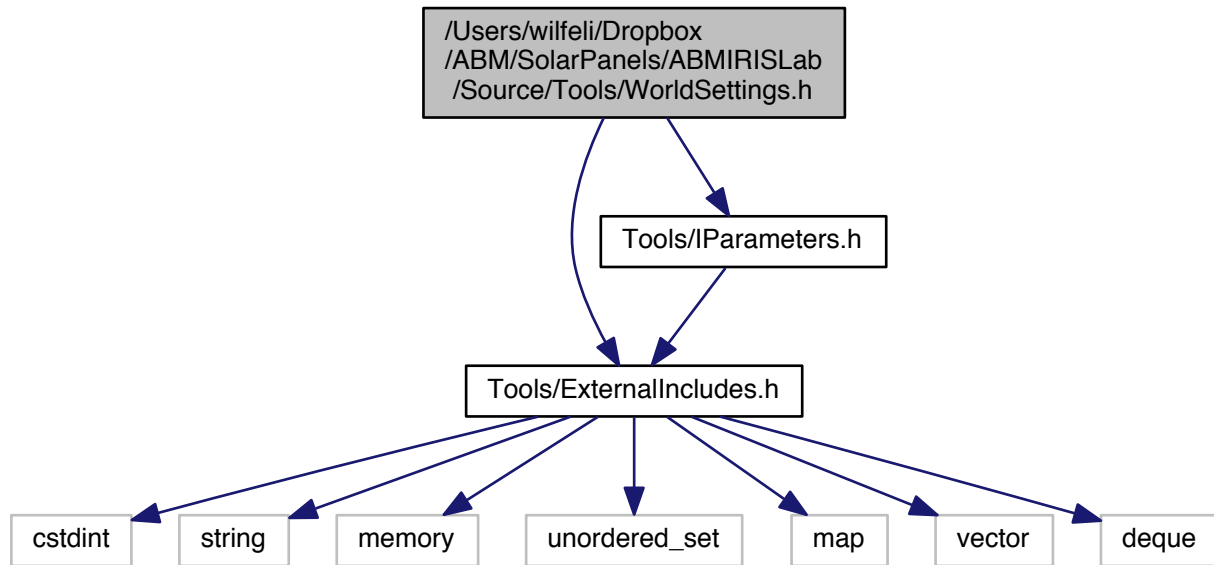 /Users/wilfeli/Dropbox
/ABM/SolarPanels/ABMIRISLab
/Source/Tools/WorldSettings.h
Tools/IParameters.h
Tools/ExternalIncludes.h
cstdint
string
memory
unordered_set
map
vector
deque